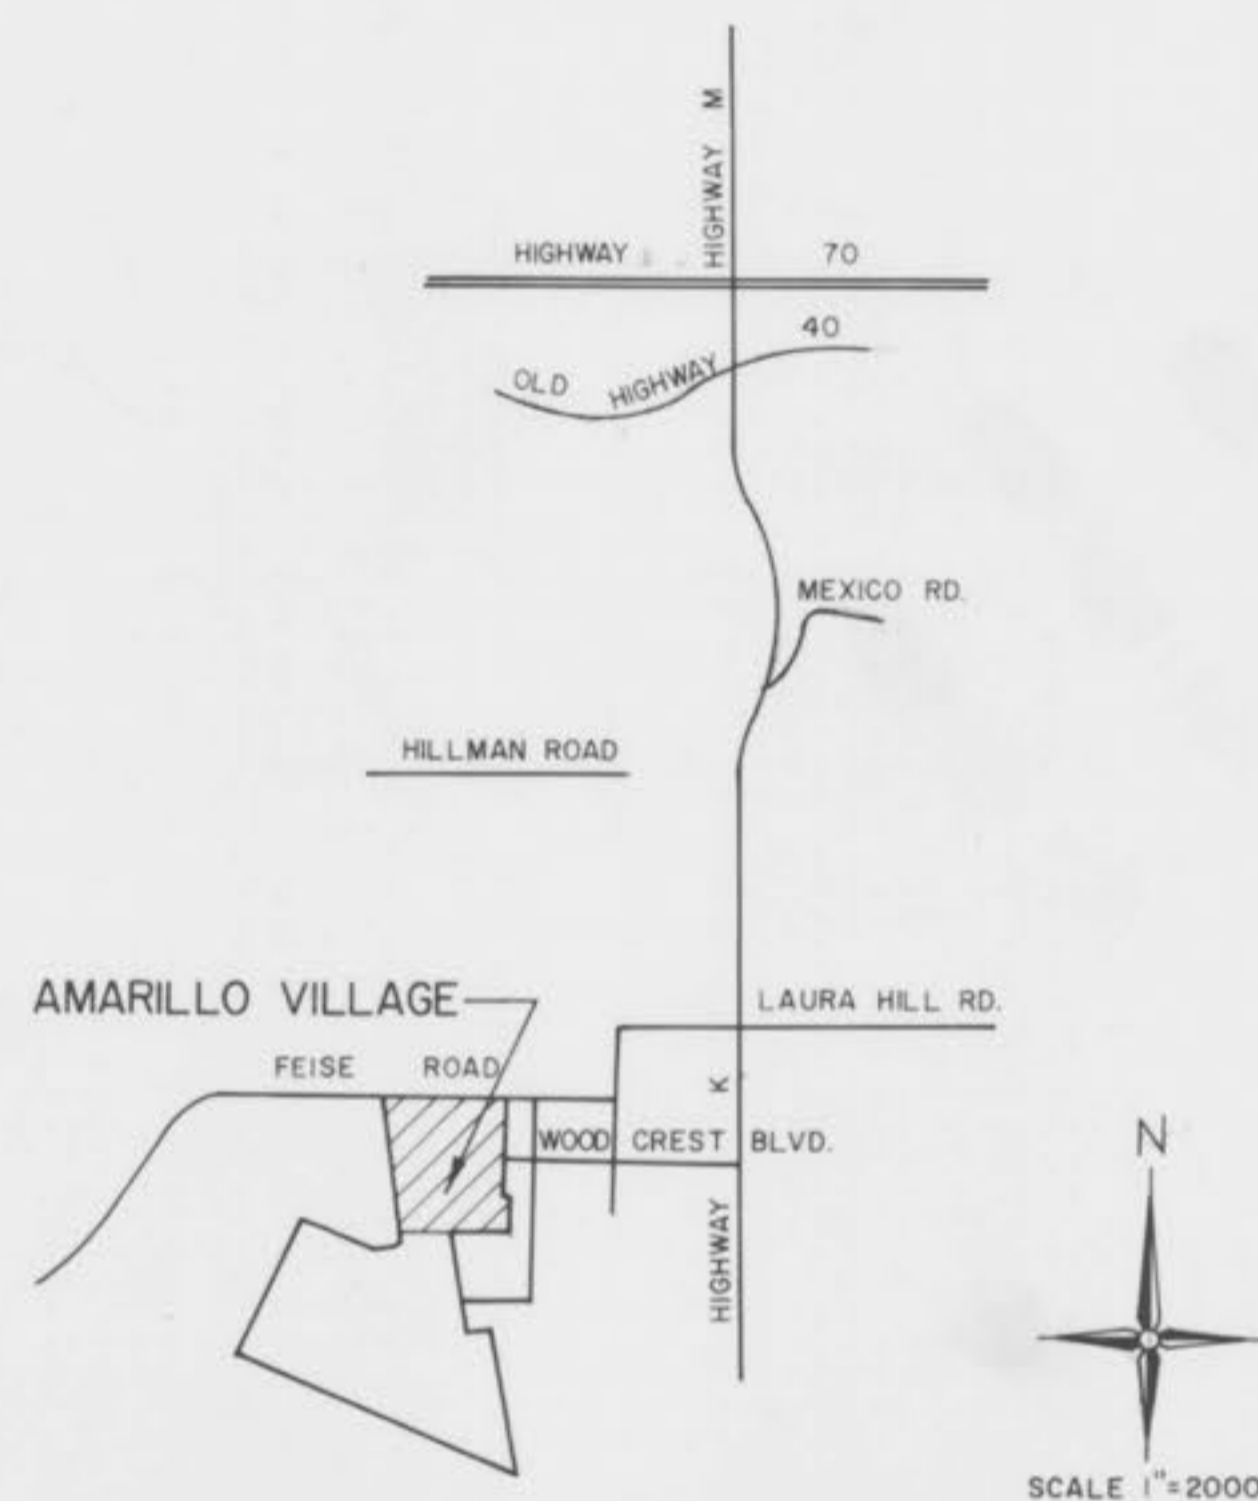 HIGHWAY M
HIGHWAY 70
40
OLD HIGHWAY
MEXICO RD.
HILLMAN ROAD
AMARILLO VILLAGE
LAURA HILL RD.
FEISE ROAD
K
WOOD CREST BLVD.
HIGHWAY
N
SCALE 1"=2000